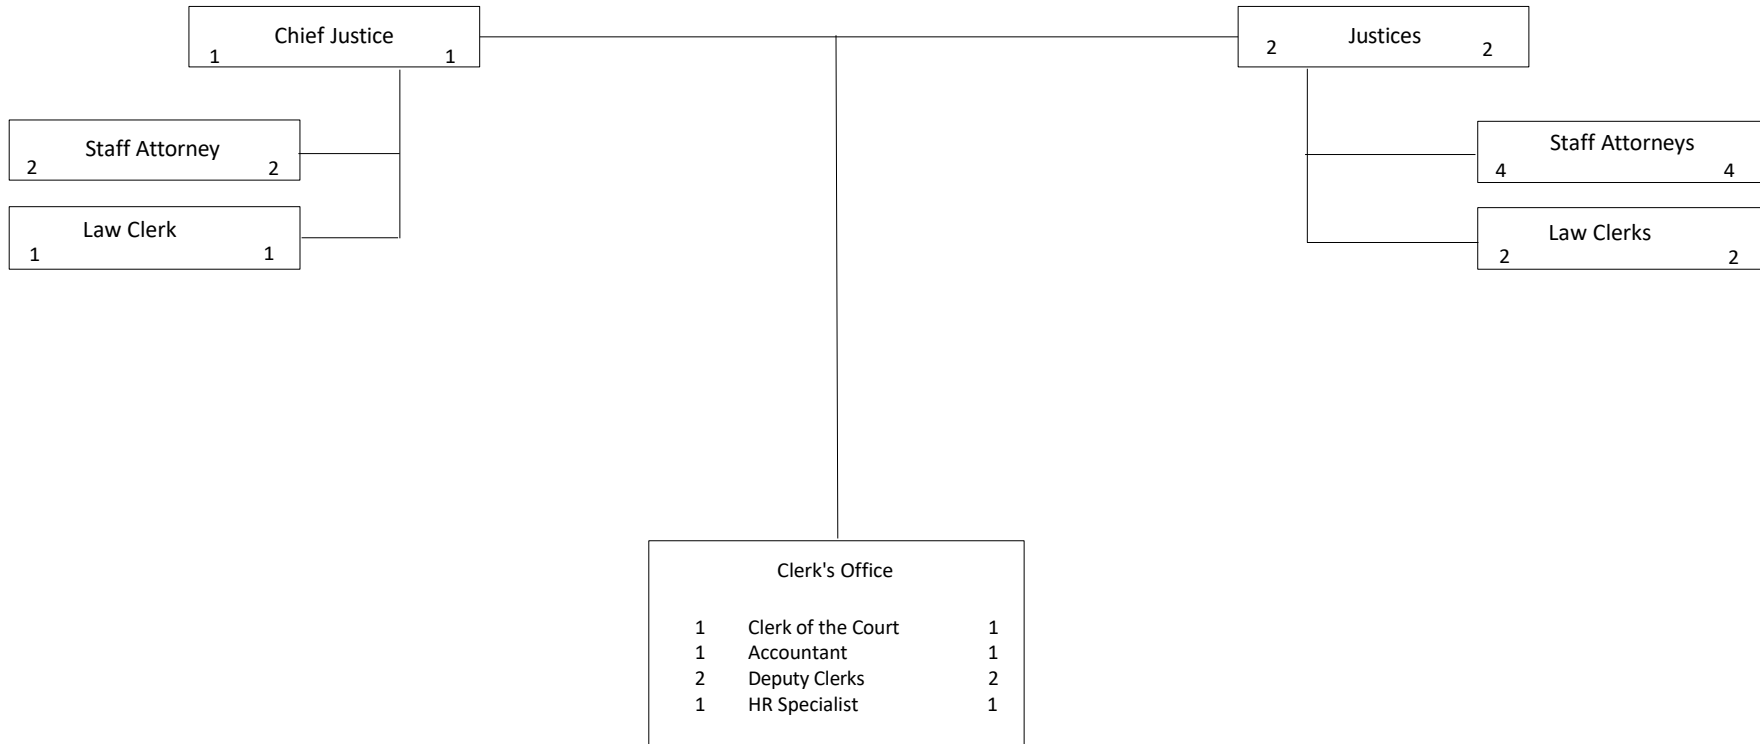 Chief Justice
1 1
Justices
2 2
Staff Attorney
2 2
Staff Attorneys
4 4
Law Clerk
1 1
Law Clerks
2 2
Clerk's Office
1 Clerk of the Court 1
1 Accountant 1
2 Deputy Clerks 2
1 HR Specialist 1